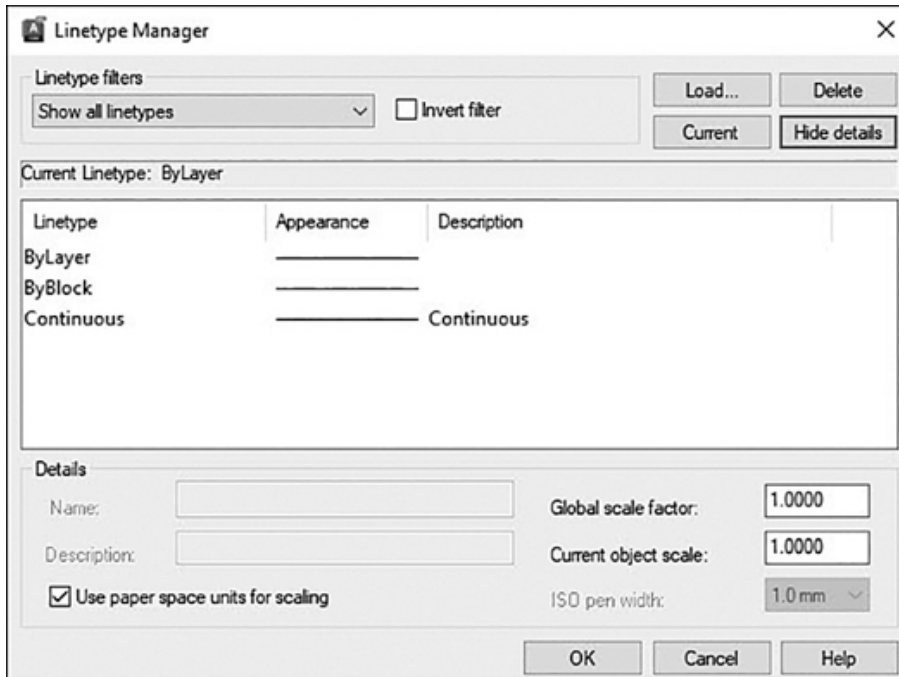 Linetype Manager
Linetype filters
Show all linetypes
Invert filter
Load...
Delete
Current
Hide details
Current Linetype: ByLayer
Linetype Appearance Description
ByLayer
ByBlock
Continuous Continuous
Details
Name:
Description:
Use paper space units for scaling
Global scale factor: 1.0000
Current object scale: 1.0000
ISO pen width: 1.0 mm
OK Cancel Help